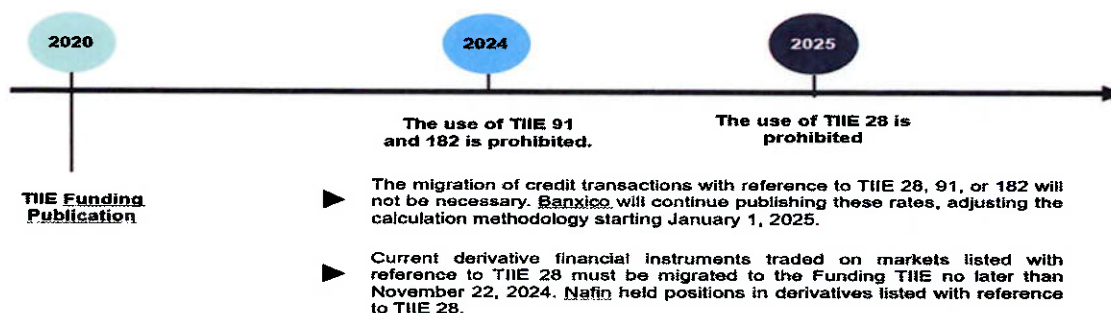 2020
2024
2025
The use of TIIE 91
and 182 is prohibited.
The use of TIIE 28 is
prohibited
TIIE Funding
Publication
► The migration of credit transactions with reference to TIIE 28, 91, or 182 will
not be necessary. Banxico will continue publishing these rates, adjusting the
calculation methodology starting January 1, 2025.
► Current derivative financial instruments traded on markets listed with
reference to TIIE 28 must be migrated to the Funding TIIE no later than
November 22, 2024. Nafin held positions in derivatives listed with reference
to TIIE 28.